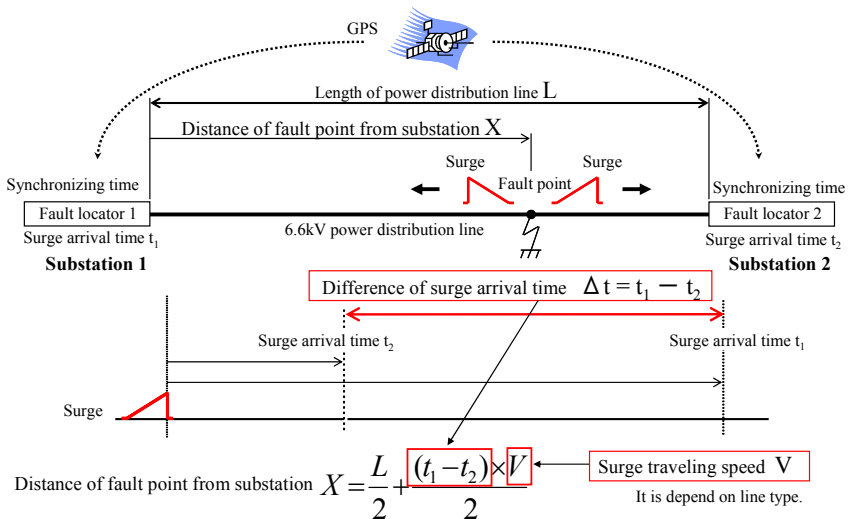 GPS
Length of power distribution line L
Distance of fault point from substation X
Surge
Surge
Fault point
Synchronizing time
Synchronizing time
Fault locator 1
Fault locator 2
6.6kV power distribution line
Surge arrival time t₁
Surge arrival time t₂
Substation 1
Substation 2
Difference of surge arrival time Δt = t₁ − t₂
Surge arrival time t₂
Surge arrival time t₁
Surge
Distance of fault point from substation X = L/2 + (t₁ − t₂) × V/2
Surge traveling speed V
It is depend on line type.